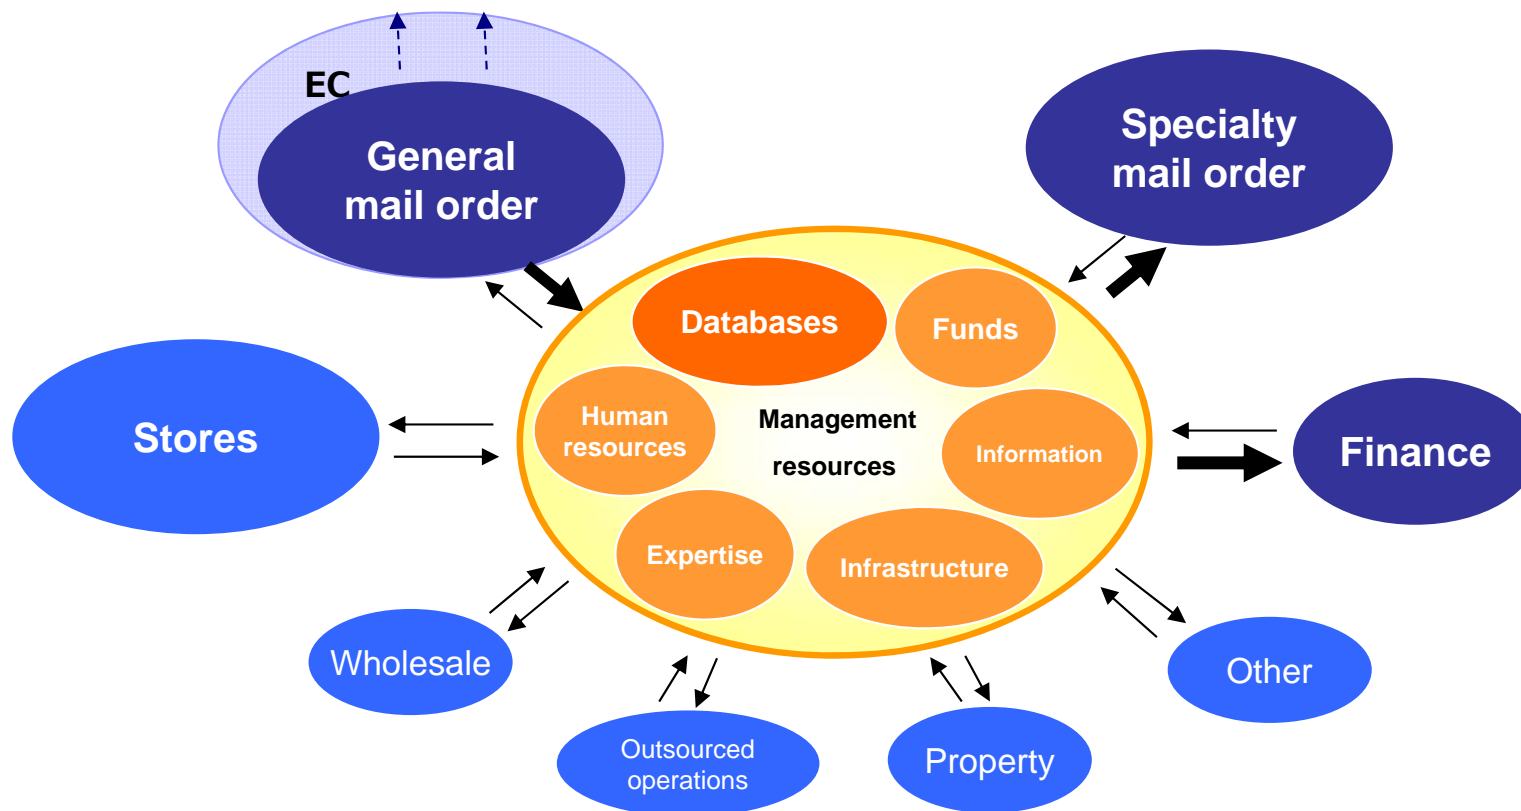 EC
General
mail order
Specialty
mail order
Databases
Funds
Human
resources
Management
resources
Information
Stores
Finance
Expertise
Infrastructure
Wholesale
Other
Outsourced
operations
Property